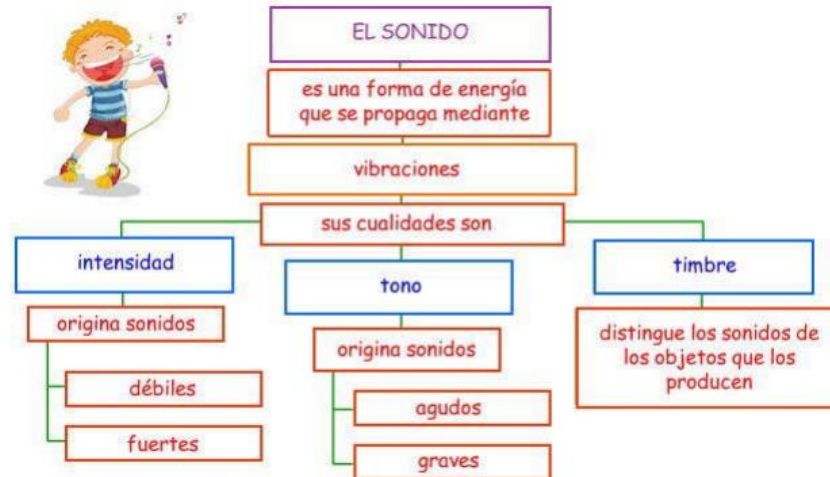 EL SONIDO
es una forma de energía
que se propaga mediante
vibraciones
sus cualidades son
intensidad
origina sonidos
débiles
fuertes
tono
origina sonidos
agudos
graves
timbre
distingue los sonidos de
los objetos que los
producen